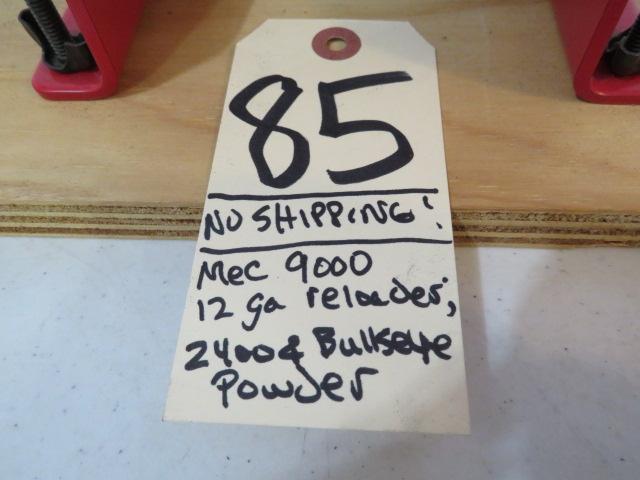 85
NO SHIPPING!
Mec 9000
12 ga reloader,
2400 & Bullseye
Powder